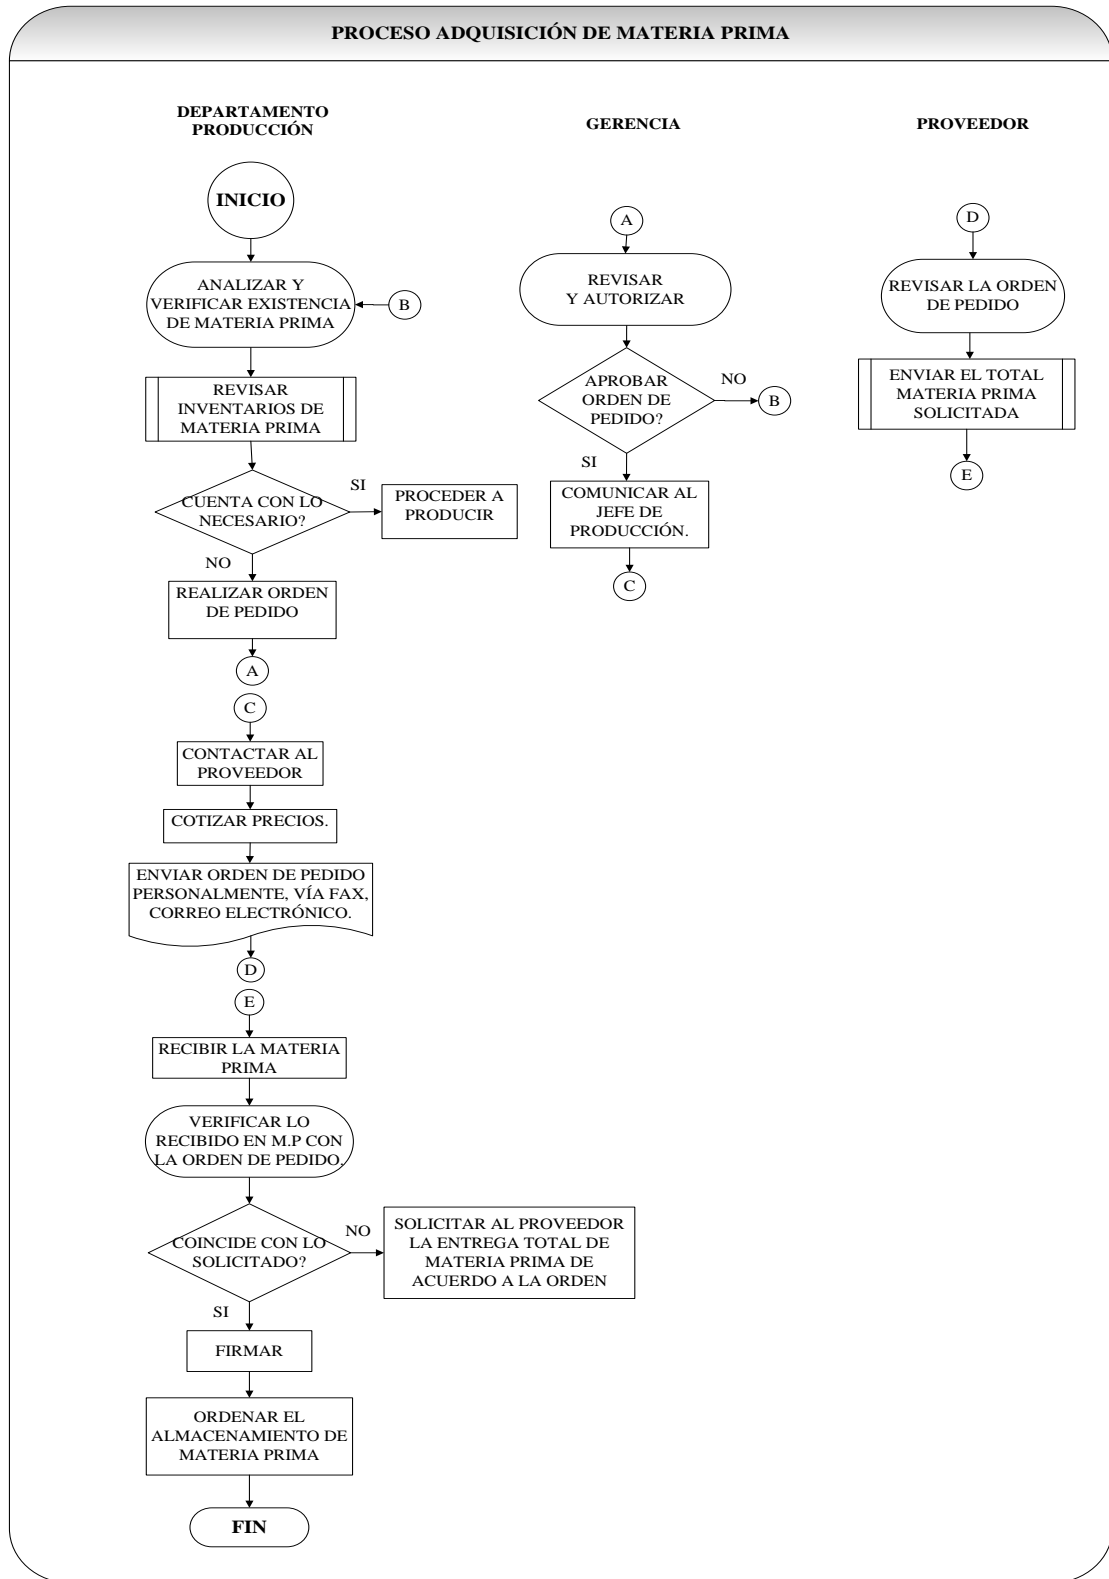 PROCESO ADQUISICIÓN DE MATERIA PRIMA
DEPARTAMENTO
PRODUCCIÓN
INICIO
ANALIZAR Y
VERIFICAR EXISTENCIA
DE MATERIA PRIMA
B
REVISAR
INVENTARIOS DE
MATERIA PRIMA
CUENTA CON LO
NECESARIO?
SI
PROCEDER A
PRODUCIR
NO
REALIZAR ORDEN
DE PEDIDO
A
C
CONTACTAR AL
PROVEEDOR
COTIZAR PRECIOS.
ENVIAR ORDEN DE PEDIDO
PERSONALMENTE, VÍA FAX,
CORREO ELECTRÓNICO.
D
E
RECIBIR LA MATERIA
PRIMA
VERIFICAR LO
RECIBIDO EN M.P CON
LA ORDEN DE PEDIDO.
COINCIDE CON LO
SOLICITADO?
NO
SOLICITAR AL PROVEEDOR
LA ENTREGA TOTAL DE
MATERIA PRIMA DE
ACUERDO A LA ORDEN
SI
FIRMAR
ORDENAR EL
ALMACENAMIENTO DE
MATERIA PRIMA
FIN
GERENCIA
A
REVISAR
Y AUTORIZAR
APROBAR
ORDEN DE
PEDIDO?
NO
B
SI
COMUNICAR AL
JEFE DE
PRODUCCIÓN.
C
PROVEEDOR
D
REVISAR LA ORDEN
DE PEDIDO
ENVIAR EL TOTAL
MATERIA PRIMA
SOLICITADA
E